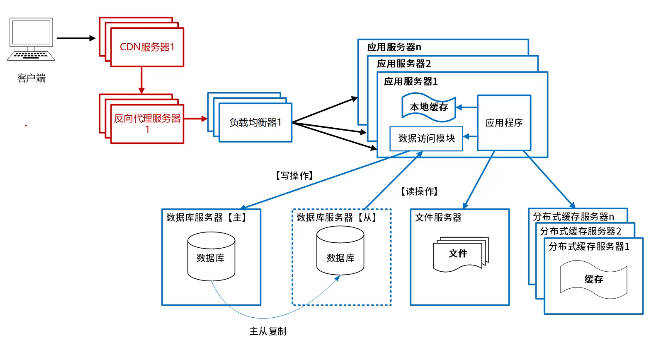 客户端
CDN服务器1
反向代理服务器
1
负载均衡器1
应用服务器n
应用服务器2
应用服务器1
本地缓存
应用程序
数据访问模块
【写操作】
【读操作】
数据库服务器【主】
数据库
数据库服务器【从】
数据库
主从复制
文件服务器
文件
分布式缓存服务器n
分布式缓存服务器2
分布式缓存服务器1
缓存